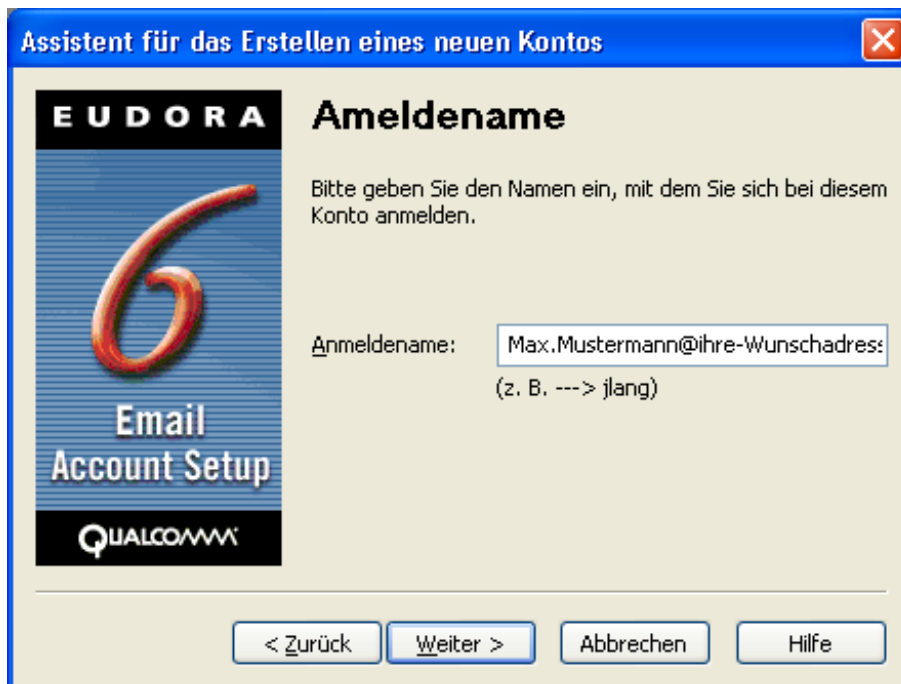 Assistent für das Erstellen eines neuen Kontos
EUDORA
6
Email
Account Setup
QUALCOMM
Ameldename
Bitte geben Sie den Namen ein, mit dem Sie sich bei diesem
Konto anmelden.
Anmeldename: Max.Mustermann@ihre-Wunschadress
(z. B. ---> jlang)
< Zurück Weiter > Abbrechen Hilfe